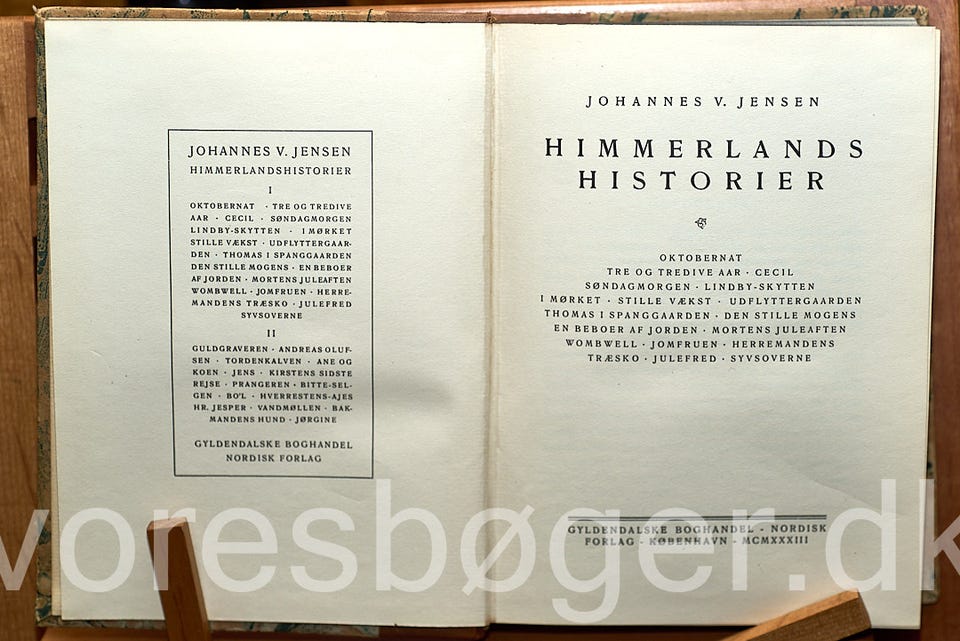 JOHANNES V. JENSEN
HIMMERLANDSHISTORIER
I
OKTOBERNAT · TRE OG TREDIVE
AAR · CECIL · SØNDAGMORGEN
LINDBY-SKYTTEN · I MØRKET
STILLE VÆKST · UDFLYTTERGAAR-
DEN · THOMAS I SPANGGAARDEN
DEN STILLE MOGENS · EN BEBOER
AF JORDEN · MORTENS JULEAFTEN
WOMBWELL · JOMFRUEN · HERRE-
MANDENS TRÆSKO · JULEFRED
SYVSOVERNE
II
GULDGRAVEREN · ANDREAS OLUF-
SEN · TORDENKALVEN · ANE OG
KOEN · JENS · KIRSTENS SIDSTE
REJSE · PRANGEREN · BITTE-SEL-
GEN · BO'L · HVERRESTENS-AJES
HR. JESPER · VANDMØLLEN · BAK-
MANDENS HUND · JØRGINE
GYLDENDALSKE BOGHANDEL
NORDISK FORLAG
JOHANNES V. JENSEN
HIMMERLANDS
HISTORIER
OKTOBERNAT
TRE OG TREDIVE AAR · CECIL
SØNDAGMORGEN · LINDBY-SKYTTEN
I MØRKET · STILLE VÆKST · UDFLYTTERGAARDEN
THOMAS I SPANGGAARDEN · DEN STILLE MOGENS
EN BEBOER AF JORDEN · MORTENS JULEAFTEN
WOMBWELL · JOMFRUEN · HERREMANDENS
TRÆSKO · JULEFRED · SYVSOVERNE
GYLDENDALSKE BOGHANDEL - NORDISK
FORLAG - KØBENHAVN - MCMXXXIII
voresbøger.dk